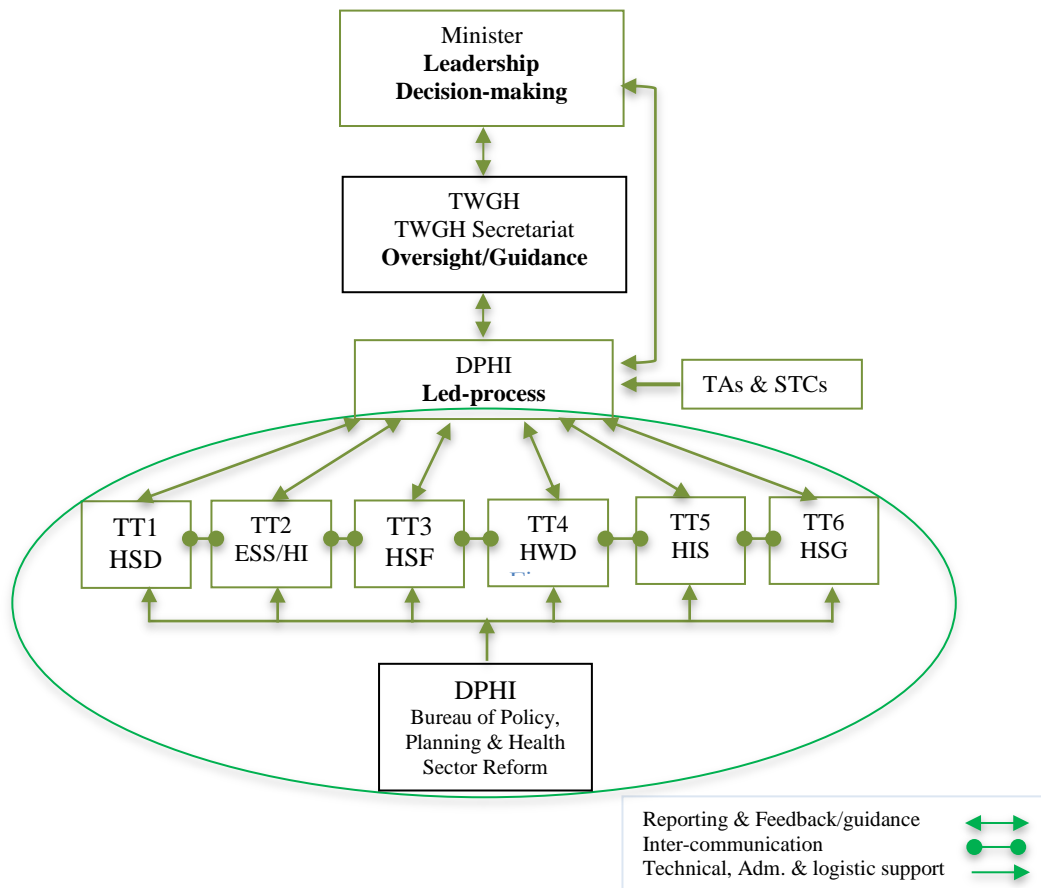 Minister
Leadership
Decision-making
TWGH
TWGH Secretariat
Oversight/Guidance
DPHI
Led-process
TAs & STCs
TT1
HSD
TT2
ESS/HI
TT3
HSF
TT4
HWD
TT5
HIS
TT6
HSG
DPHI
Bureau of Policy,
Planning & Health
Sector Reform
Reporting & Feedback/guidance
Inter-communication
Technical, Adm. & logistic support